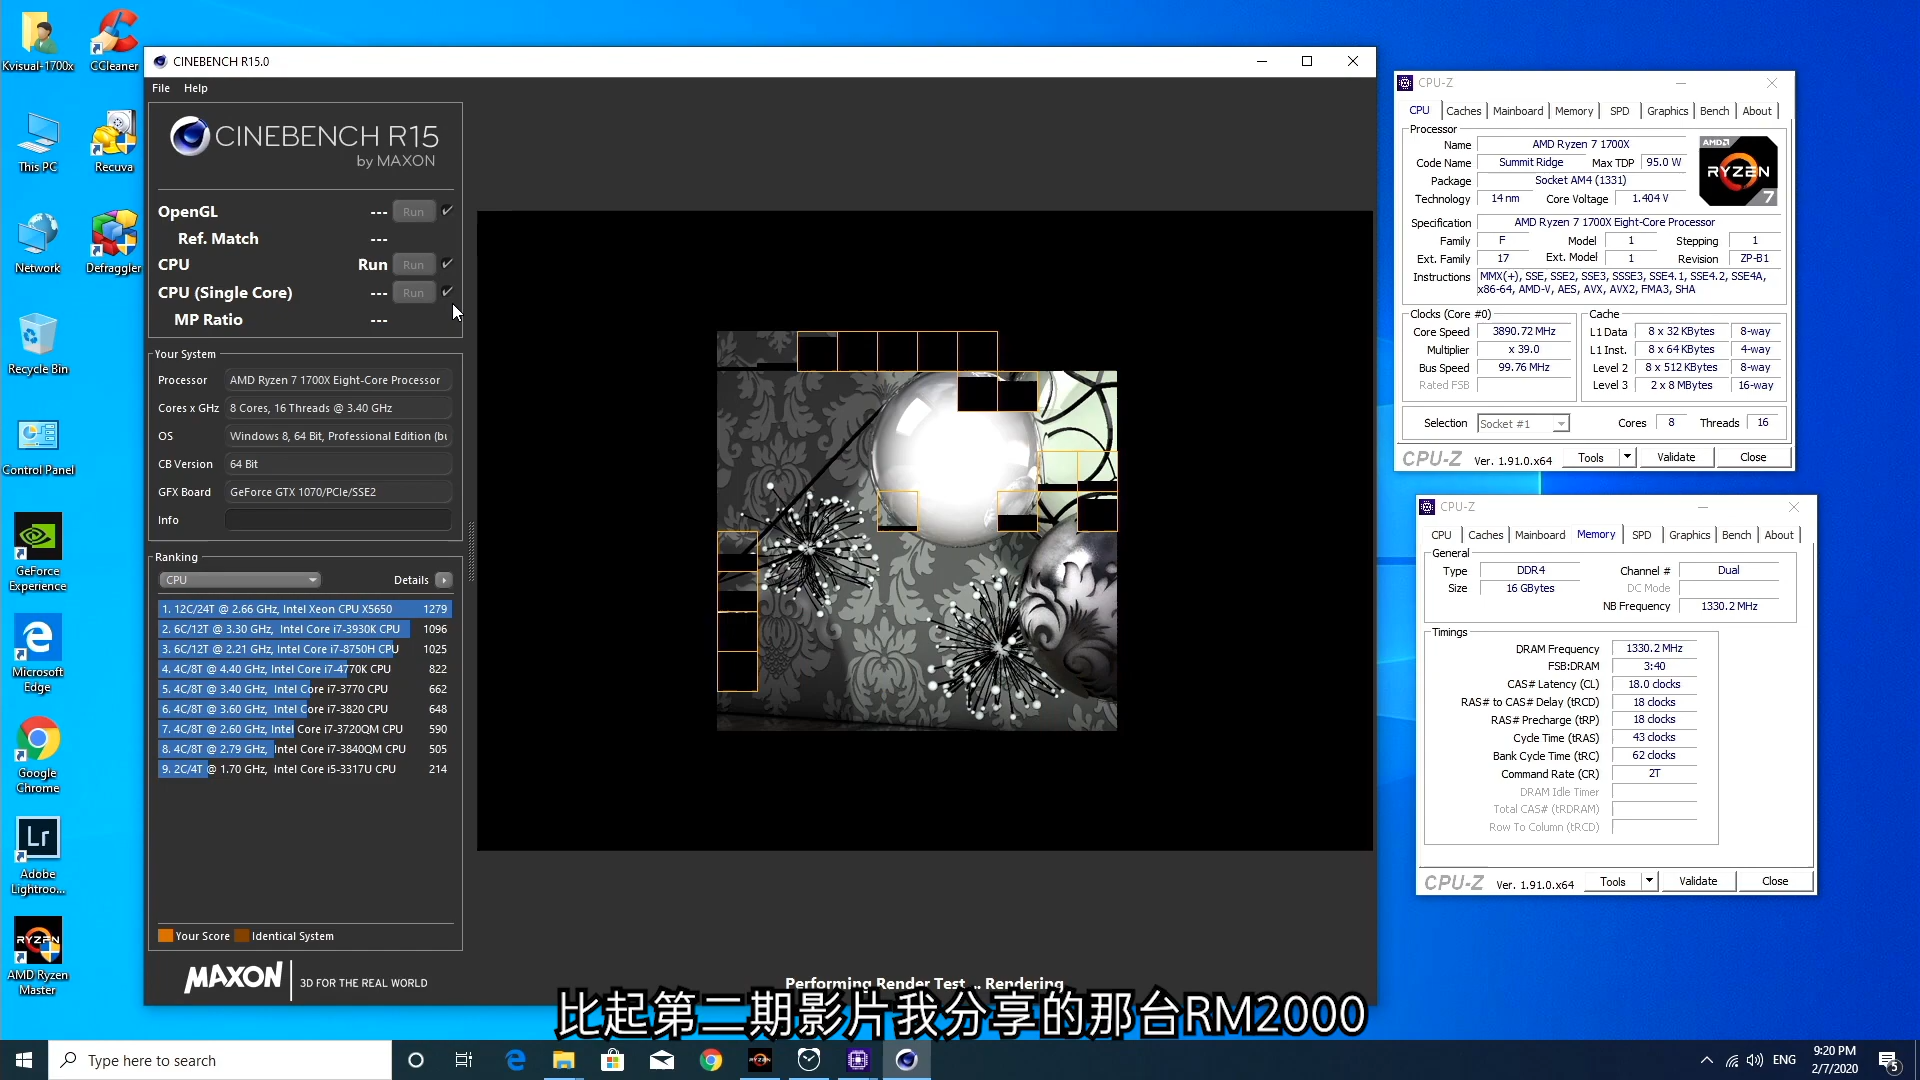 Kvisual-1700x
CCleaner
This PC
Recuva
Network
Defraggler
Recycle Bin
Control Panel
GeForce
Experience
Microsoft
Edge
Google
Chrome
Lr
Adobe
Lightroo...
RYZEN
AMD Ryzen
Master
CINEBENCH R15.0
File Help
CINEBENCH R15
by MAXON
OpenGL --- Run
Ref. Match ---
CPU Run Run
CPU (Single Core) --- Run
MP Ratio ---
Your System
Processor AMD Ryzen 7 1700X Eight-Core Processor
Cores x GHz 8 Cores, 16 Threads @ 3.40 GHz
OS Windows 8, 64 Bit, Professional Edition (bu
CB Version 64 Bit
GFX Board GeForce GTX 1070/PCIe/SSE2
Info
Ranking
CPU Details
1. 12C/24T @ 2.66 GHz, Intel Xeon CPU X5650 1279
2. 6C/12T @ 3.30 GHz, Intel Core i7-3930K CPU 1096
3. 6C/12T @ 2.21 GHz, Intel Core i7-8750H CPU 1025
4. 4C/8T @ 4.40 GHz, Intel Core i7-4770K CPU 822
5. 4C/8T @ 3.40 GHz, Intel Core i7-3770 CPU 662
6. 4C/8T @ 3.60 GHz, Intel Core i7-3820 CPU 648
7. 4C/8T @ 2.60 GHz, Intel Core i7-3720QM CPU 590
8. 4C/8T @ 2.79 GHz, Intel Core i7-3840QM CPU 505
9. 2C/4T @ 1.70 GHz, Intel Core i5-3317U CPU 214
Your Score Identical System
MAXON 3D FOR THE REAL WORLD
Performing Render Test ... Rendering
比起第二期影片我分享的那台RM2000
CPU-Z
CPU Caches Mainboard Memory SPD Graphics Bench About
Processor
Name AMD Ryzen 7 1700X
Code Name Summit Ridge Max TDP 95.0 W
Package Socket AM4 (1331)
Technology 14 nm Core Voltage 1.404 V
AMD
RYZEN
7
Specification AMD Ryzen 7 1700X Eight-Core Processor
Family F Model 1 Stepping 1
Ext. Family 17 Ext. Model 1 Revision ZP-B1
Instructions MMX(+), SSE, SSE2, SSE3, SSSE3, SSE4.1, SSE4.2, SSE4A,
x86-64, AMD-V, AES, AVX, AVX2, FMA3, SHA
Clocks (Core #0)
Core Speed 3890.72 MHz
Multiplier x 39.0
Bus Speed 99.76 MHz
Rated FSB
Cache
L1 Data 8 x 32 KBytes 8-way
L1 Inst. 8 x 64 KBytes 4-way
Level 2 8 x 512 KBytes 8-way
Level 3 2 x 8 MBytes 16-way
Selection Socket #1 Cores 8 Threads 16
CPU-Z Ver. 1.91.0.x64 Tools Validate Close
CPU-Z
CPU Caches Mainboard Memory SPD Graphics Bench About
General
Type DDR4 Channel # Dual
Size 16 GBytes DC Mode
NB Frequency 1330.2 MHz
Timings
DRAM Frequency 1330.2 MHz
FSB:DRAM 3:40
CAS# Latency (CL) 18.0 clocks
RAS# to CAS# Delay (tRCD) 18 clocks
RAS# Precharge (tRP) 18 clocks
Cycle Time (tRAS) 43 clocks
Bank Cycle Time (tRC) 62 clocks
Command Rate (CR) 2T
DRAM Idle Timer
Total CAS# (tRDRAM)
Row To Column (tRCD)
CPU-Z Ver. 1.91.0.x64 Tools Validate Close
Type here to search
ENG
9:20 PM
2/7/2020
5